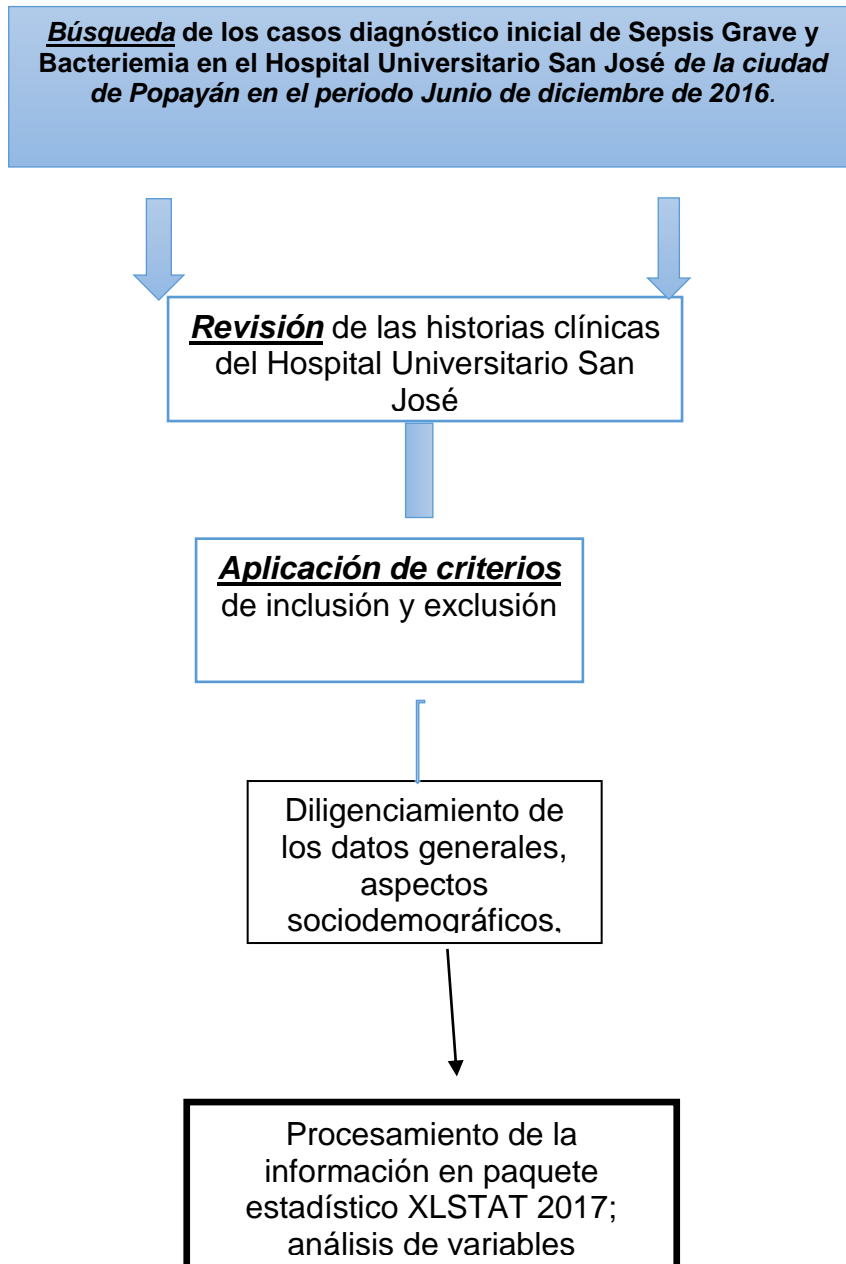 Búsqueda de los casos diagnóstico inicial de Sepsis Grave y
Bacteriemia en el Hospital Universitario San José de la ciudad
de Popayán en el periodo Junio de diciembre de 2016.
Revisión de las historias clínicas
del Hospital Universitario San
José
Aplicación de criterios
de inclusión y exclusión
Diligenciamiento de
los datos generales,
aspectos
sociodemográficos,
Procesamiento de la
información en paquete
estadístico XLSTAT 2017;
análisis de variables